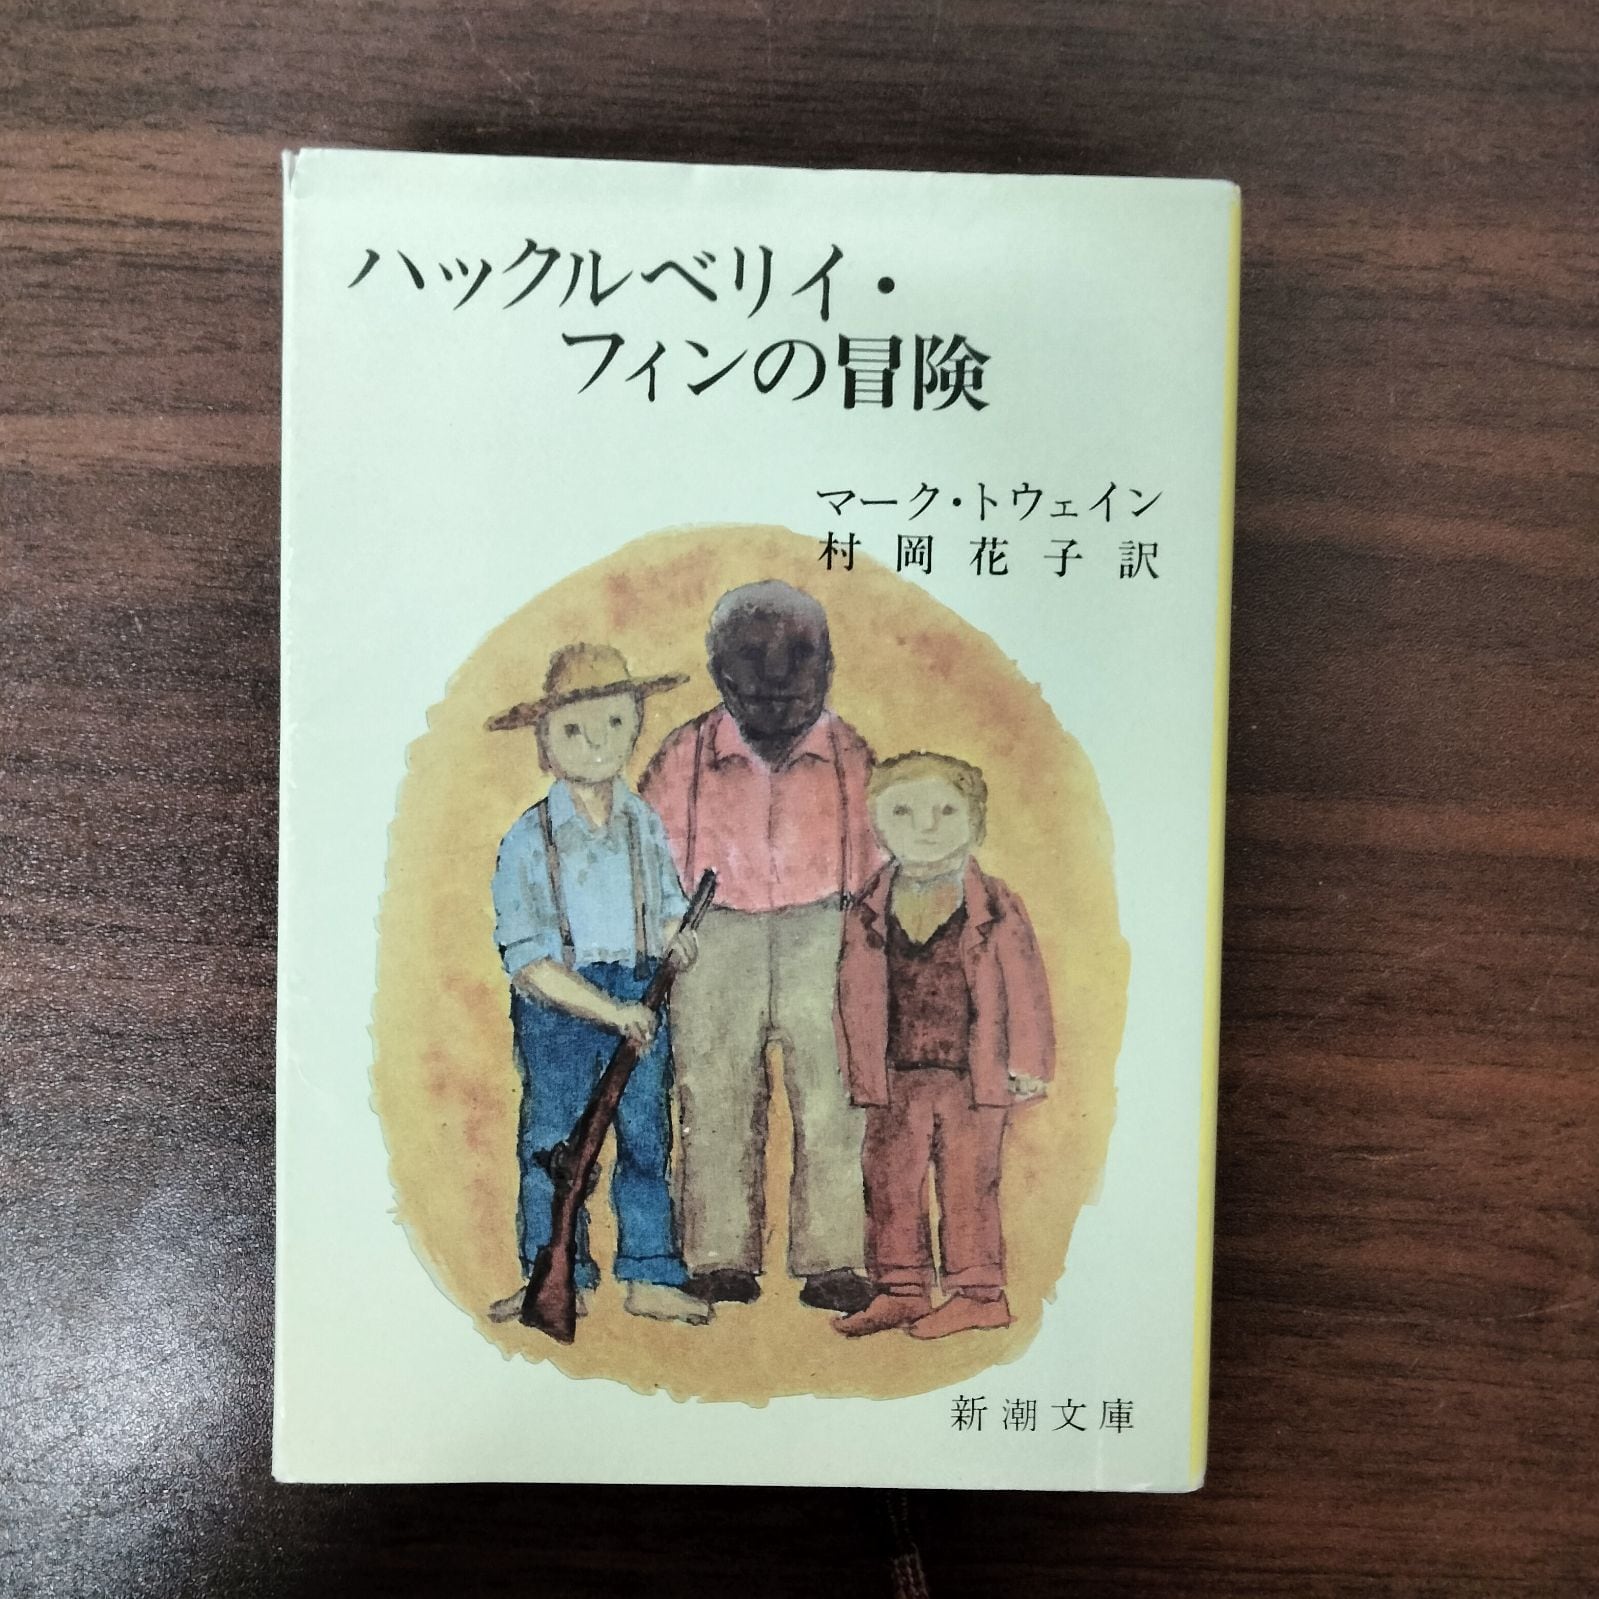 ハックルベリイ・
フィンの冒険
マーク・トウェイン
村岡花子訳
新潮文庫